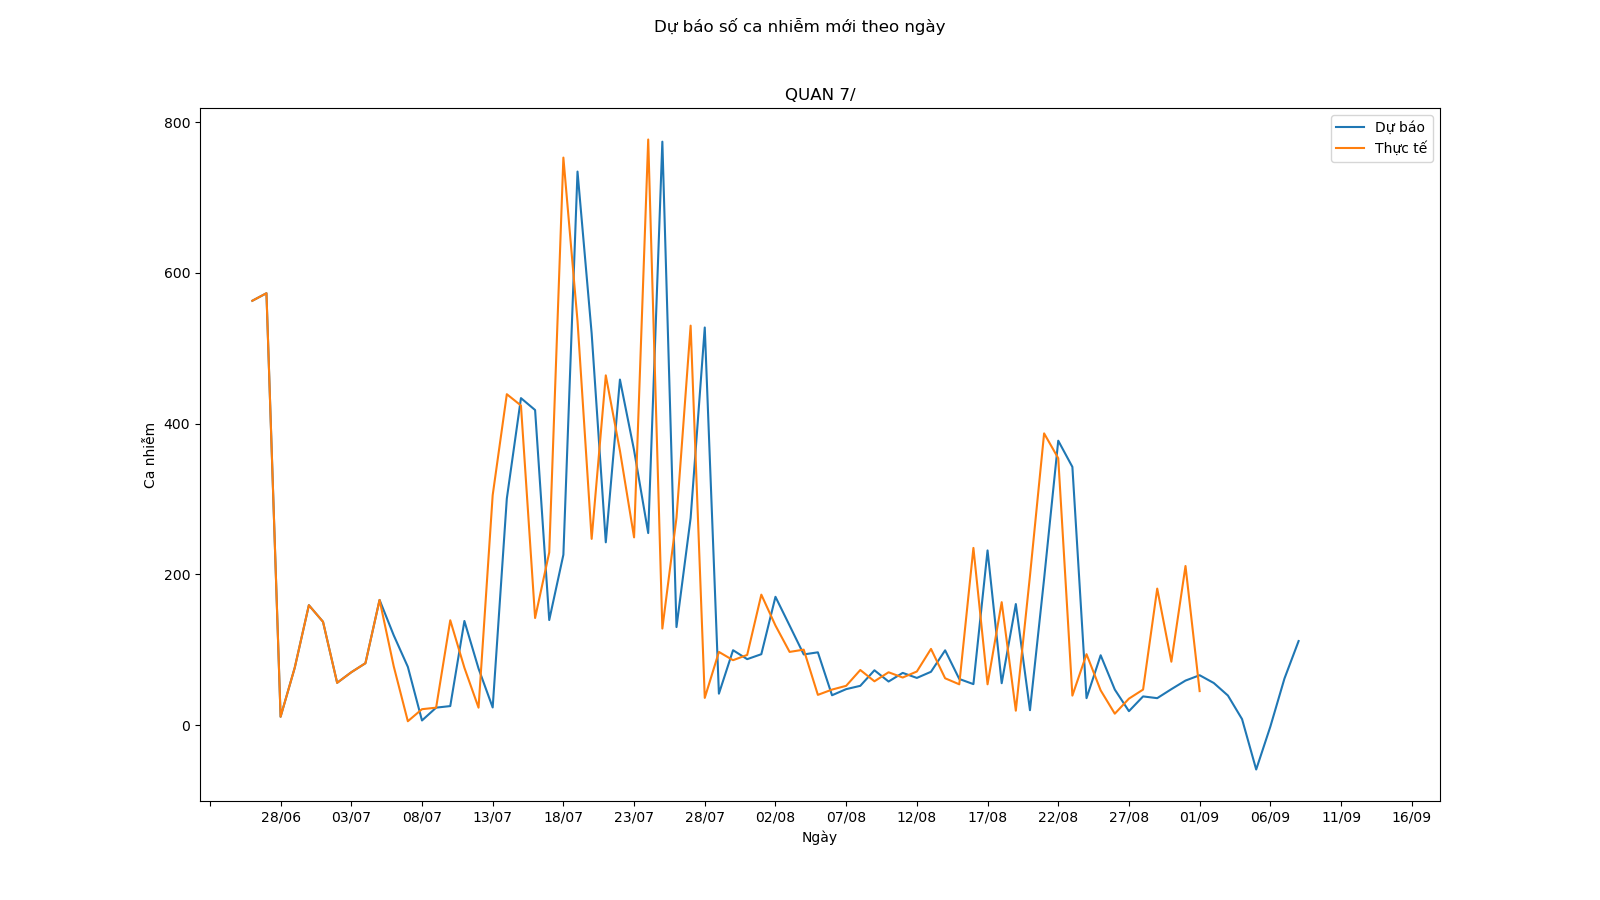 Dự báo số ca nhiễm mới theo ngày
QUAN 7/
Dự báo
Thực tế
800
600
400
200
0
Ca nhiễm
28/06 03/07 08/07 13/07 18/07 23/07 28/07 02/08 07/08 12/08 17/08 22/08 27/08 01/09 06/09 11/09 16/09
Ngày